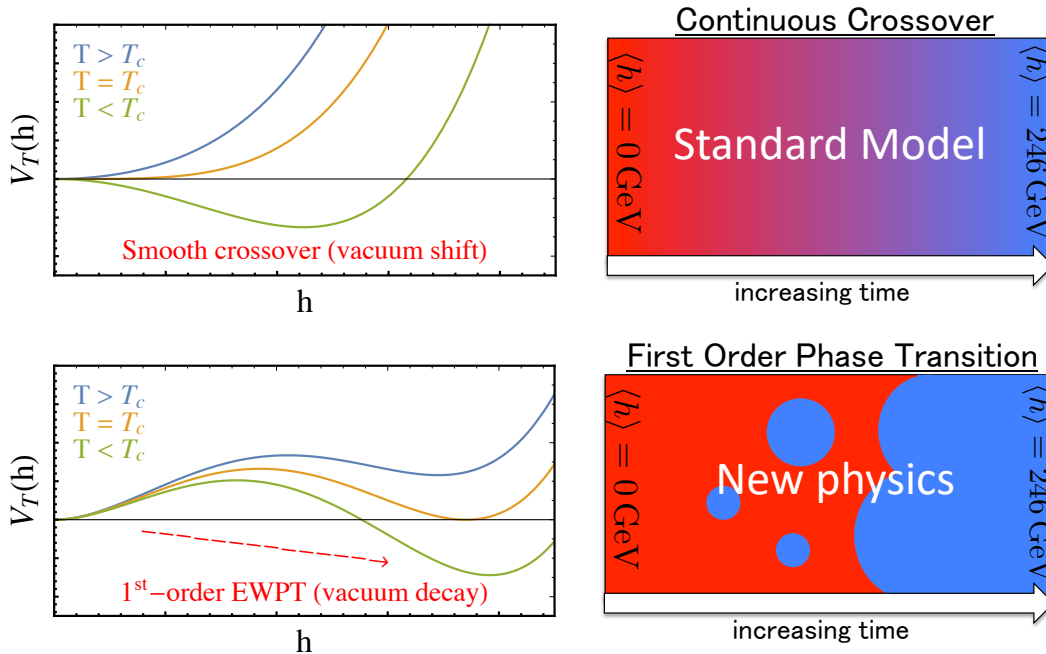 T > T_c
T = T_c
T < T_c
V_T(h)
Smooth crossover (vacuum shift)
h
Continuous Crossover
⟨h⟩ = 0 GeV
Standard Model
⟨h⟩ = 246 GeV
increasing time
T > T_c
T = T_c
T < T_c
V_T(h)
1^st−order EWPT (vacuum decay)
h
First Order Phase Transition
⟨h⟩ = 0 GeV
New physics
⟨h⟩ = 246 GeV
increasing time